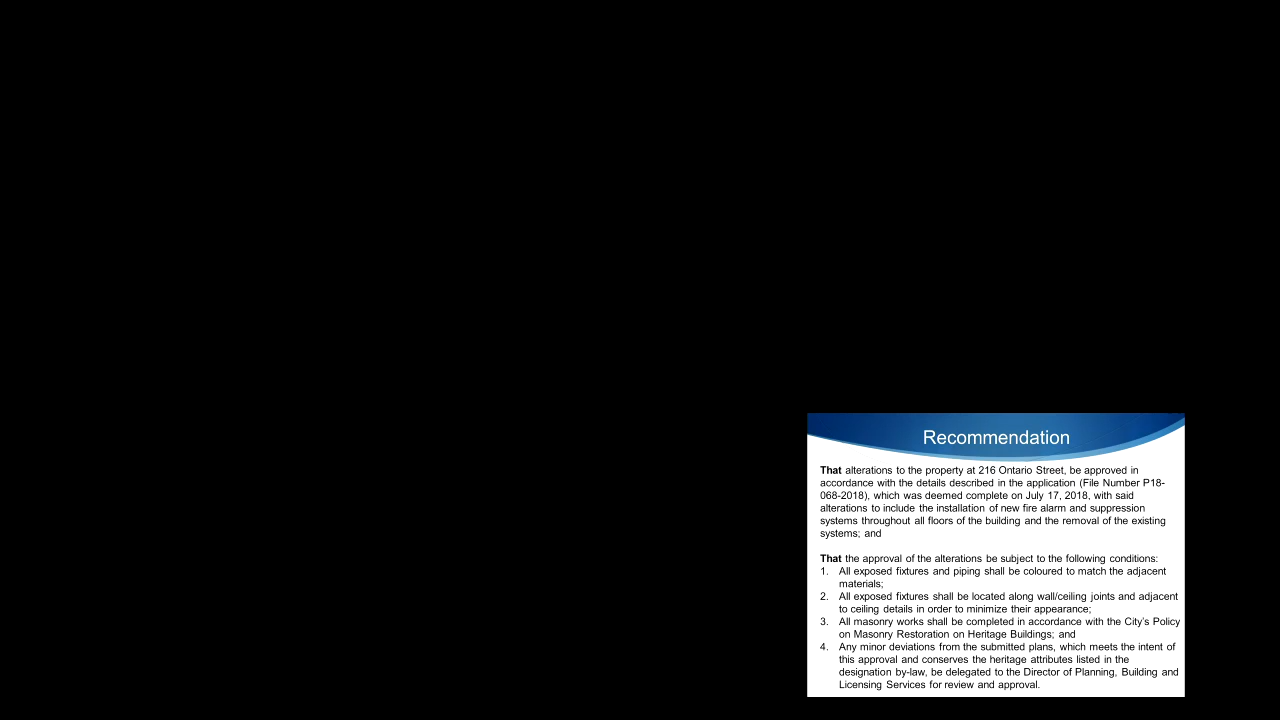 Recommendation
That alterations to the property at 216 Ontario Street, be approved in
accordance with the details described in the application (File Number P18-
068-2018), which was deemed complete on July 17, 2018, with said
alterations to include the installation of new fire alarm and suppression
systems throughout all floors of the building and the removal of the existing
systems; and
That the approval of the alterations be subject to the following conditions:
1. All exposed fixtures and piping shall be coloured to match the adjacent
materials;
2. All exposed fixtures shall be located along wall/ceiling joints and adjacent
to ceiling details in order to minimize their appearance;
3. All masonry works shall be completed in accordance with the City's Policy
on Masonry Restoration on Heritage Buildings; and
4. Any minor deviations from the submitted plans, which meets the intent of
this approval and conserves the heritage attributes listed in the
designation by-law, be delegated to the Director of Planning, Building and
Licensing Services for review and approval.